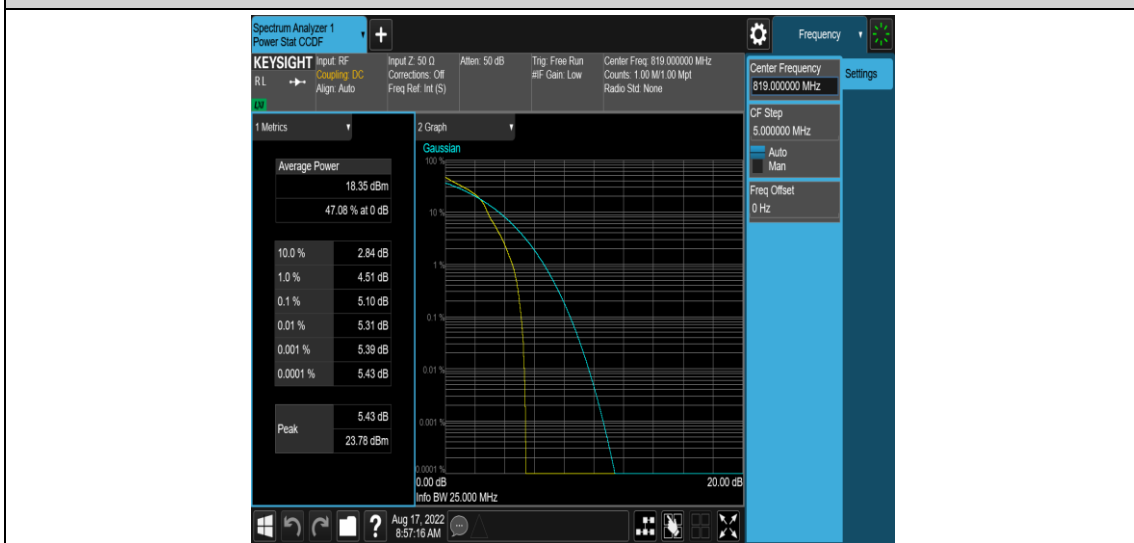 Spectrum Analyzer 1
Power Stat CCDF
+
Frequency
KEYSIGHT
RL
LXI
Input: RF
Coupling: DC
Align: Auto
Input Z: 50 Ω
Corrections: Off
Freq Ref: Int (S)
Atten: 50 dB
Trig: Free Run
#IF Gain: Low
Center Freq: 819.000000 MHz
Counts: 1.00 M/1.00 Mpt
Radio Std: None
Center Frequency
819.000000 MHz
Settings
CF Step
5.000000 MHz
Auto
Man
Freq Offset
0 Hz
1 Metrics
Average Power
18.35 dBm
47.08 % at 0 dB
10.0 % 2.84 dB
1.0 % 4.51 dB
0.1 % 5.10 dB
0.01 % 5.31 dB
0.001 % 5.39 dB
0.0001 % 5.43 dB
Peak
5.43 dB
23.78 dBm
2 Graph
Gaussian
100 %
10 %
1 %
0.1 %
0.01 %
0.001 %
0.0001 %
0.00 dB 20.00 dB
Info BW 25.000 MHz
?
Aug 17, 2022
8:57:16 AM